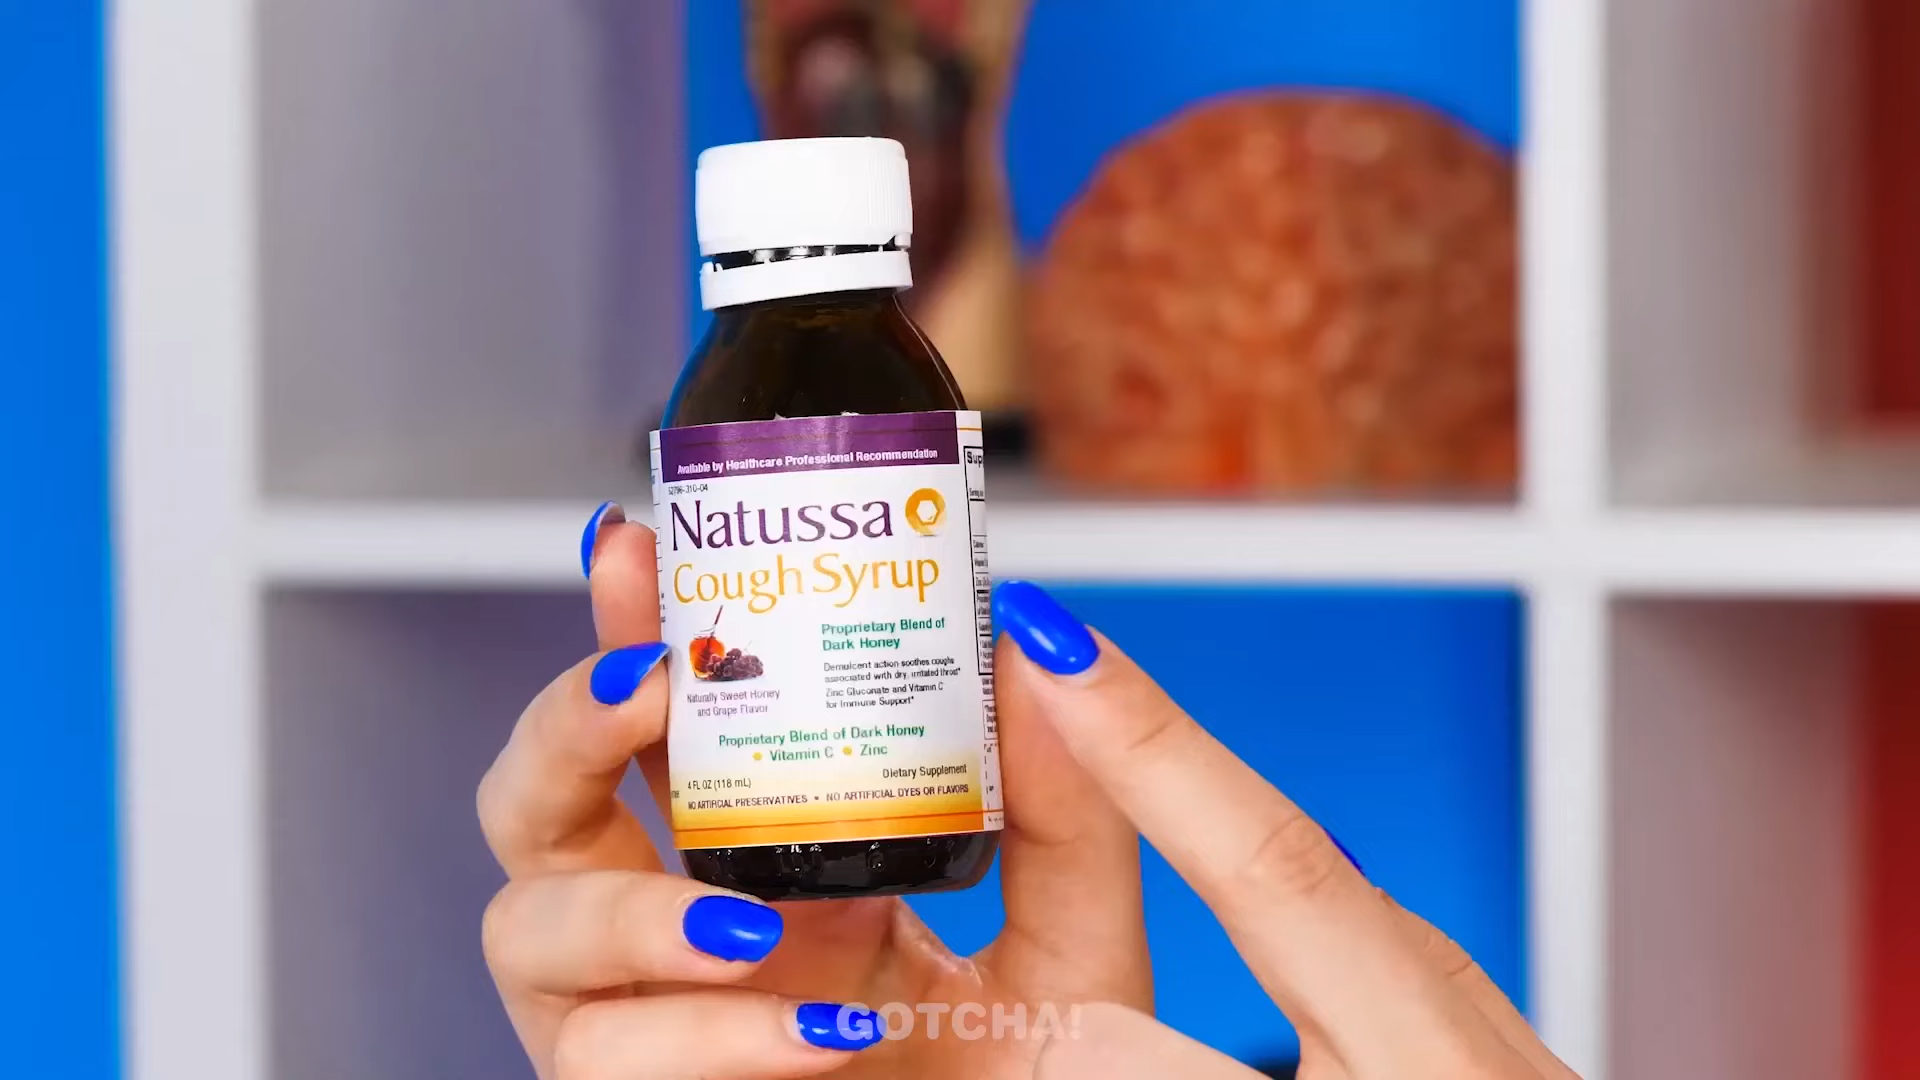 Available by Healthcare Professional Recommendation
52796-310-04
Natussa
Cough Syrup
Proprietary Blend of
Dark Honey
Demulcent action soothes coughs
associated with dry, irritated throat*
Zinc Gluconate and Vitamin C
for Immune Support*
Naturally Sweet Honey
and Grape Flavor
Proprietary Blend of Dark Honey
• Vitamin C • Zinc
4 FL OZ (118 mL)
Dietary Supplement
NO ARTIFICIAL PRESERVATIVES • NO ARTIFICIAL DYES OR FLAVORS
GOTCHA!